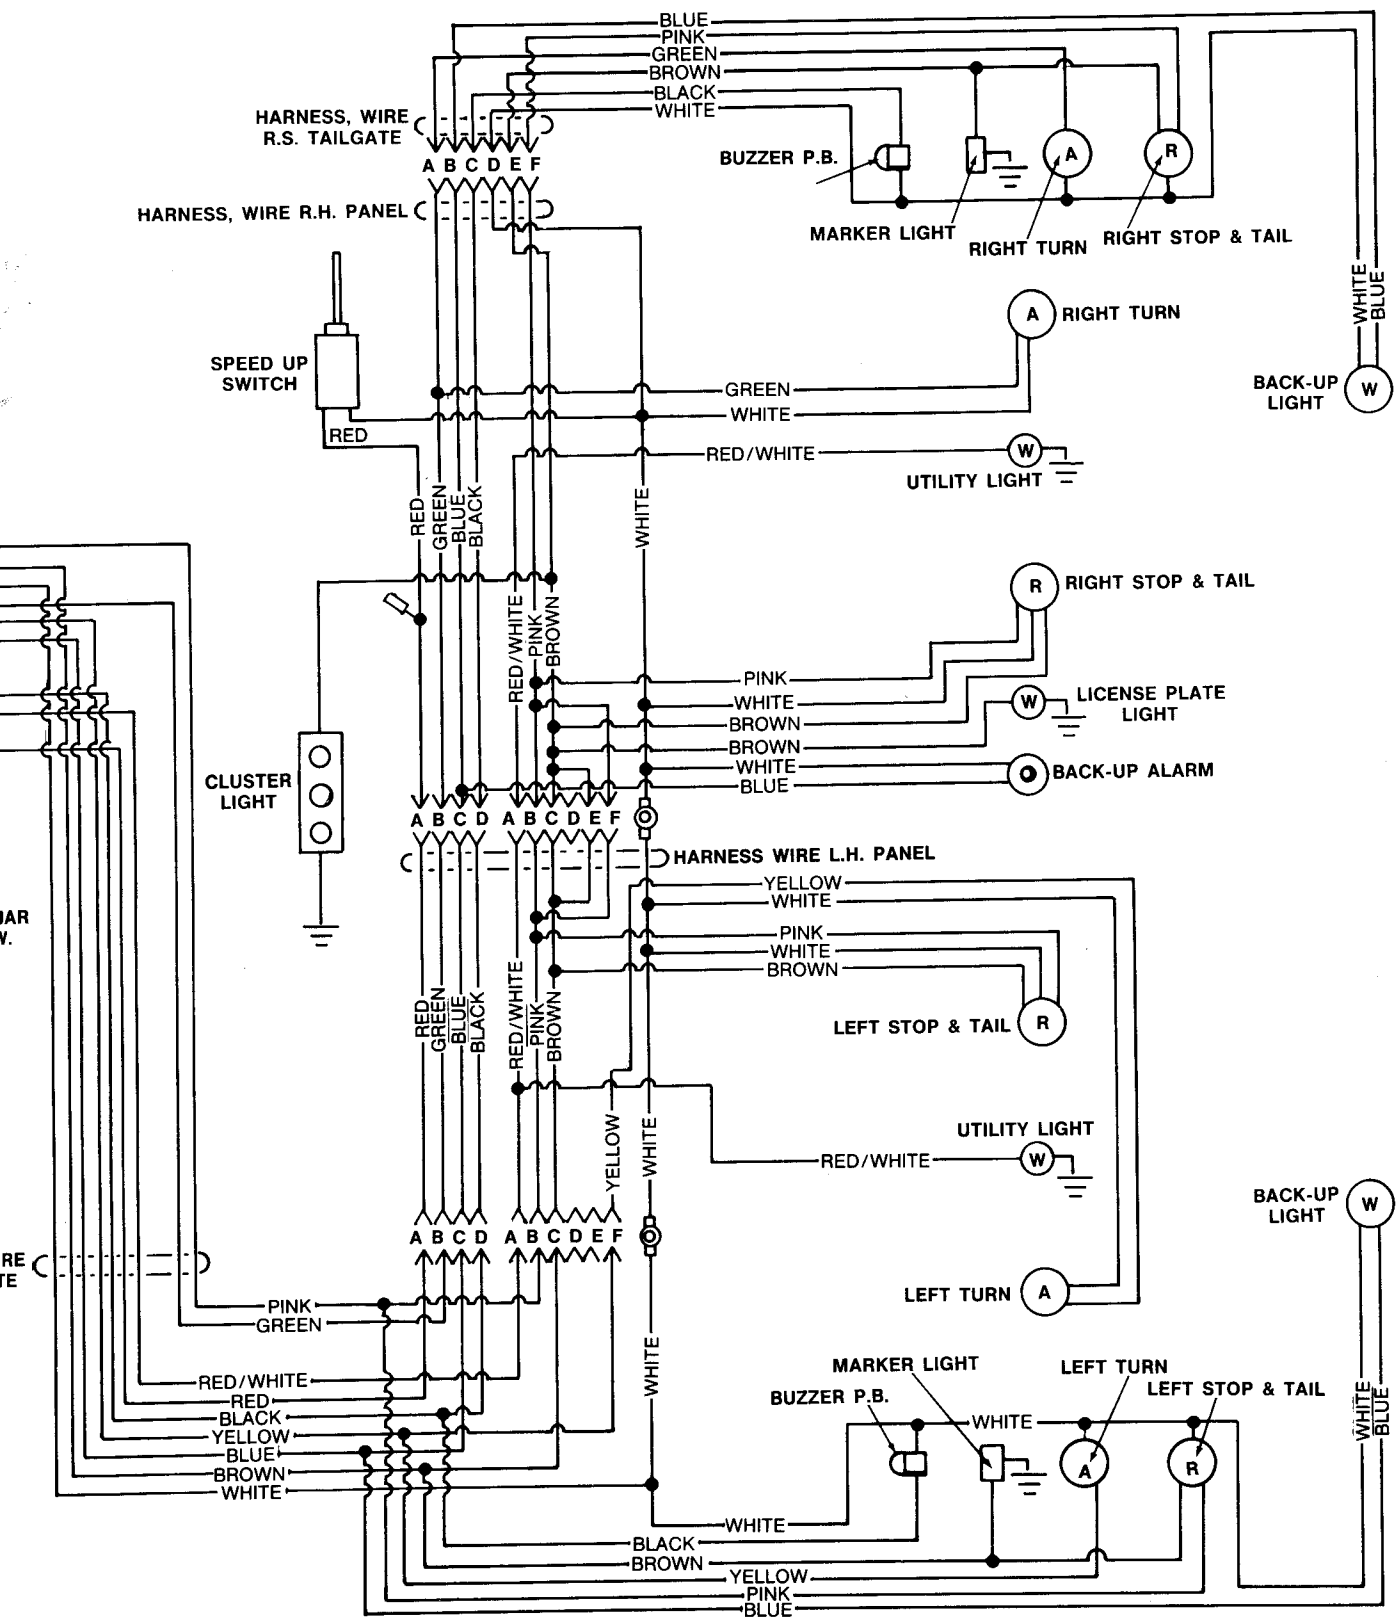 BLUE
PINK
GREEN
BROWN
BLACK
WHITE
HARNESS, WIRE
R.S. TAILGATE
A B C D E F
BUZZER P.B.
A
R
HARNESS, WIRE R.H. PANEL
MARKER LIGHT
RIGHT TURN
RIGHT STOP & TAIL
WHITE
BLUE
A
RIGHT TURN
SPEED UP
SWITCH
GREEN
WHITE
BACK-UP
LIGHT
W
RED
RED/WHITE
W
UTILITY LIGHT
RED
GREEN
BLUE
BLACK
WHITE
R
RIGHT STOP & TAIL
RED/WHITE
PINK
BROWN
PINK
WHITE
BROWN
BROWN
WHITE
BLUE
W
LICENSE PLATE
LIGHT
BACK-UP ALARM
CLUSTER
LIGHT
A B C D
A B C D E F
HARNESS WIRE L.H. PANEL
YELLOW
WHITE
PINK
WHITE
BROWN
JAR
W.
RED
GREEN
BLUE
BLACK
RED/WHITE
PINK
BROWN
LEFT STOP & TAIL
R
YELLOW
WHITE
UTILITY LIGHT
RED/WHITE
W
BACK-UP
LIGHT
W
A B C D
A B C D E F
RE
TE
PINK
GREEN
LEFT TURN
A
WHITE
RED/WHITE
RED
BLACK
YELLOW
BLUE
BROWN
WHITE
MARKER LIGHT
LEFT TURN
BUZZER P.B.
LEFT STOP & TAIL
WHITE
A
R
WHITE
BLUE
WHITE
BLACK
BROWN
YELLOW
PINK
BLUE